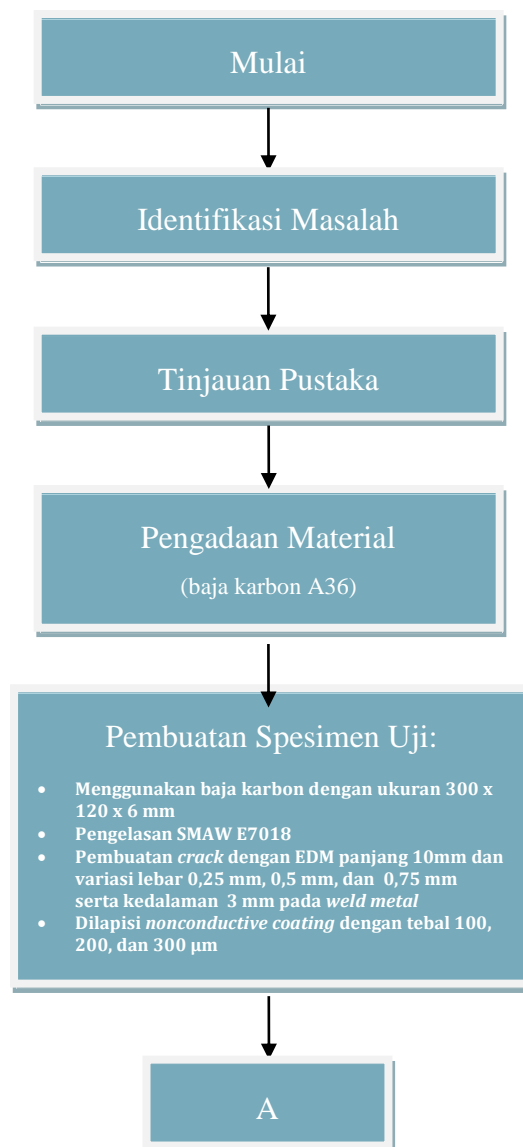 Mulai
Identifikasi Masalah
Tinjauan Pustaka
Pengadaan Material
(baja karbon A36)
Pembuatan Spesimen Uji:
• Menggunakan baja karbon dengan ukuran 300 x
120 x 6 mm
• Pengelasan SMAW E7018
• Pembuatan crack dengan EDM panjang 10mm dan
variasi lebar 0,25 mm, 0,5 mm, dan 0,75 mm
serta kedalaman 3 mm pada weld metal
• Dilapisi nonconductive coating dengan tebal 100,
200, dan 300 µm
A